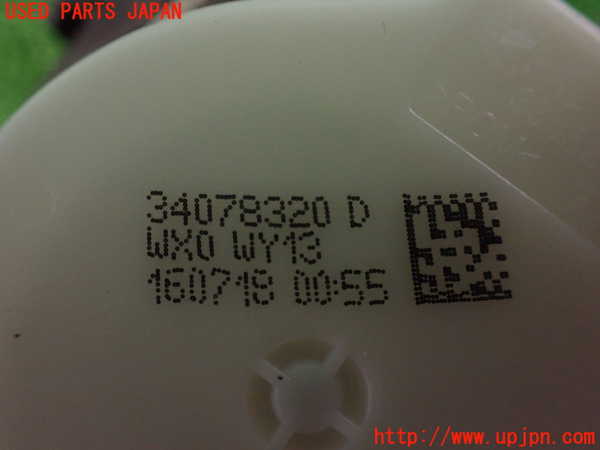 USED PARTS JAPAN
34078320 D
WX0 WY13
160718 00:55
http://www.upjpn.com/